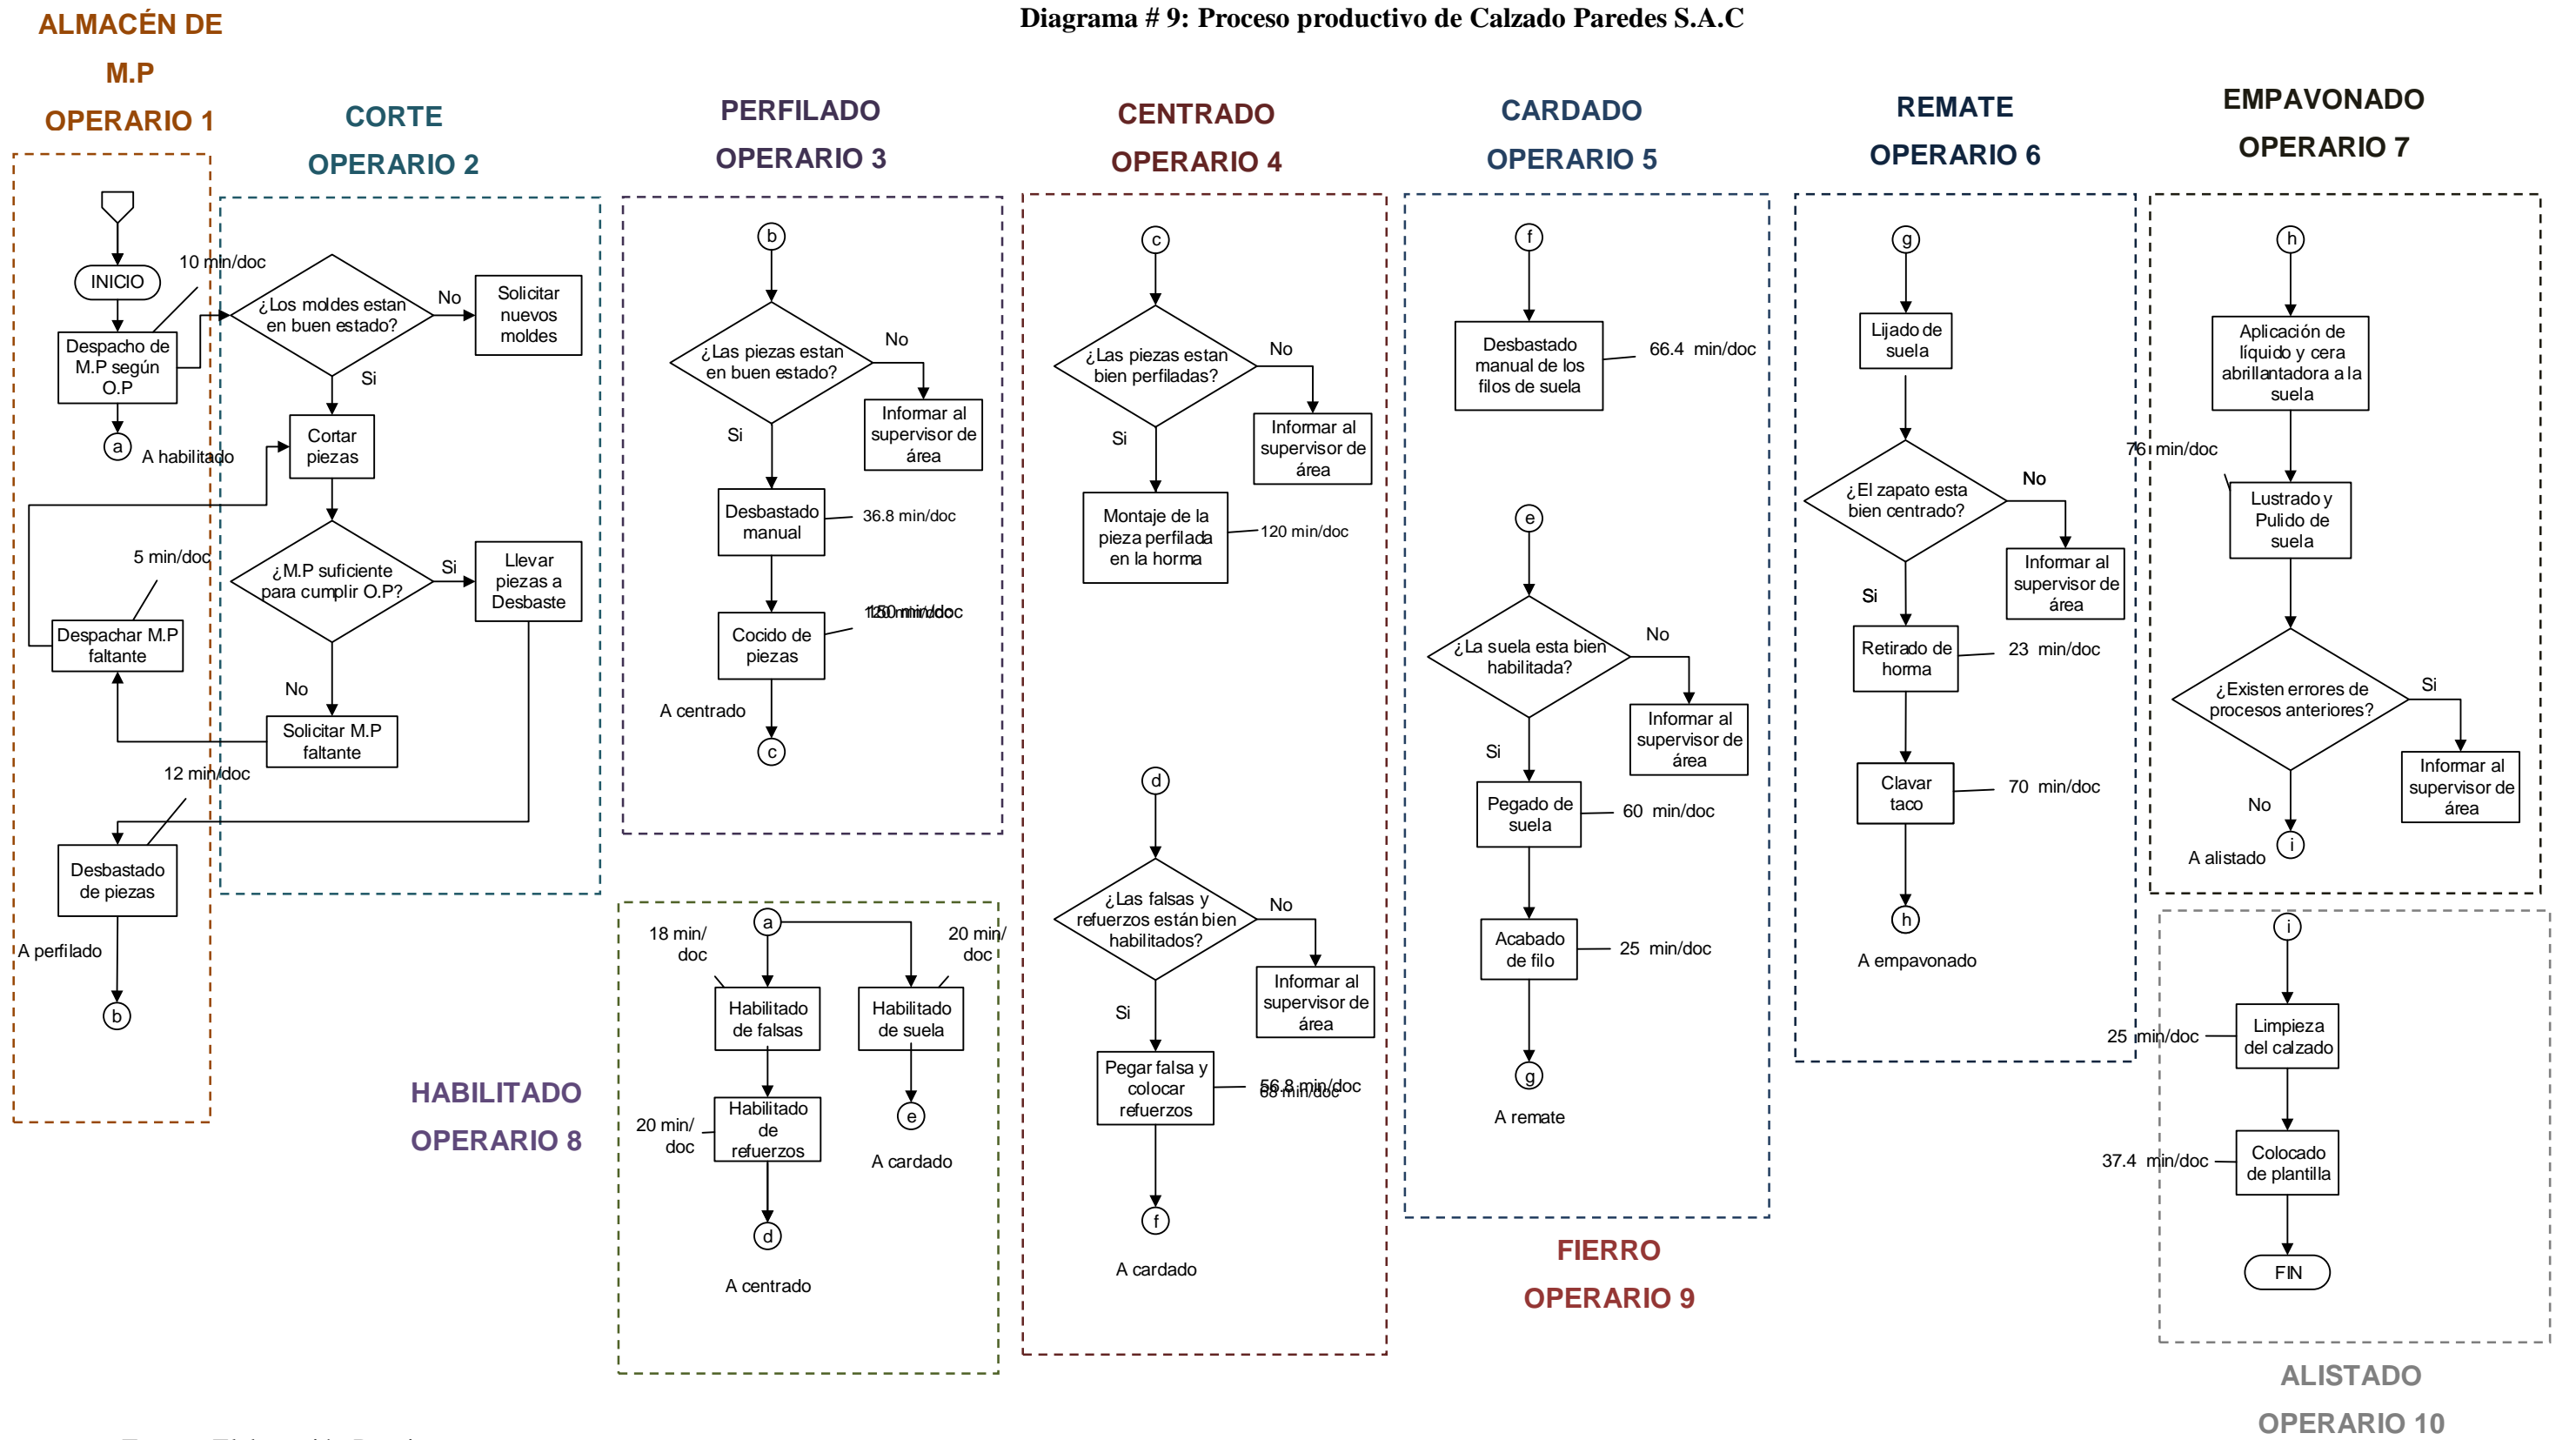 Diagrama # 9: Proceso productivo de Calzado Paredes S.A.C
ALMACÉN DE
M.P
OPERARIO 1
INICIO
10 min/doc
Despacho de
M.P según
O.P
a
A habilitado
5 min/doc
Despachar M.P
faltante
12 min/doc
Desbastado
de piezas
A perfilado
b
CORTE
OPERARIO 2
¿Los moldes estan
en buen estado?
No
Solicitar
nuevos
moldes
Si
Cortar
piezas
¿M.P suficiente
para cumplir O.P?
Si
Llevar
piezas a
Desbaste
No
Solicitar M.P
faltante
PERFILADO
OPERARIO 3
b
¿Las piezas estan
en buen estado?
No
Informar al
supervisor de
área
Si
Desbastado
manual
36.8 min/doc
Cocido de
piezas
min/doc
A centrado
c
HABILITADO
OPERARIO 8
a
18 min/
doc
20 min/
doc
Habilitado
de falsas
Habilitado
de suela
20 min/
doc
Habilitado
de
refuerzos
e
A cardado
d
A centrado
CENTRADO
OPERARIO 4
c
¿Las piezas estan
bien perfiladas?
No
Informar al
supervisor de
área
Si
Montaje de la
pieza perfilada
en la horma
120 min/doc
d
¿Las falsas y
refuerzos están bien
habilitados?
No
Informar al
supervisor de
área
Si
Pegar falsa y
colocar
refuerzos
56.8 min/doc
68 min/doc
f
A cardado
CARDADO
OPERARIO 5
f
Desbastado
manual de los
filos de suela
66.4 min/doc
e
¿La suela esta bien
habilitada?
No
Informar al
supervisor de
área
Si
Pegado de
suela
60 min/doc
Acabado
de filo
25 min/doc
g
A remate
FIERRO
OPERARIO 9
REMATE
OPERARIO 6
g
Lijado de
suela
¿El zapato esta
bien centrado?
No
Informar al
supervisor de
área
Si
Retirado de
horma
23 min/doc
Clavar
taco
70 min/doc
h
A empavonado
EMPAVONADO
OPERARIO 7
h
Aplicación de
líquido y cera
abrillantadora a la
suela
76 min/doc
Lustrado y
Pulido de
suela
¿Existen errores de
procesos anteriores?
Si
Informar al
supervisor de
área
No
i
A alistado
i
25 min/doc
Limpieza
del calzado
37.4 min/doc
Colocado
de plantilla
FIN
ALISTADO
OPERARIO 10